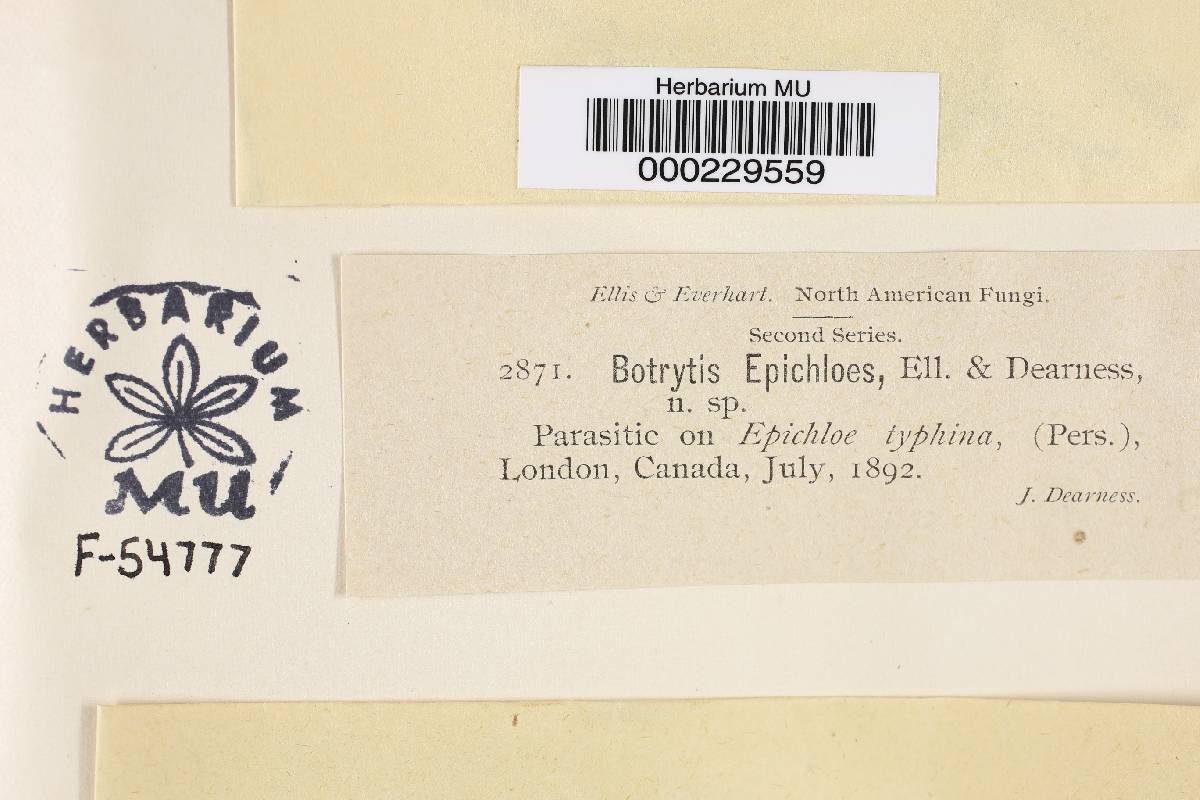 Herbarium MU
000229559
HERBARIUM
MU
F-54777
Ellis & Everhart. North American Fungi.
Second Series.
2871. Botrytis Epichloes, Ell. & Dearness,
n. sp.
Parasitic on Epichloe typhina, (Pers.),
London, Canada, July, 1892.
J. Dearness.